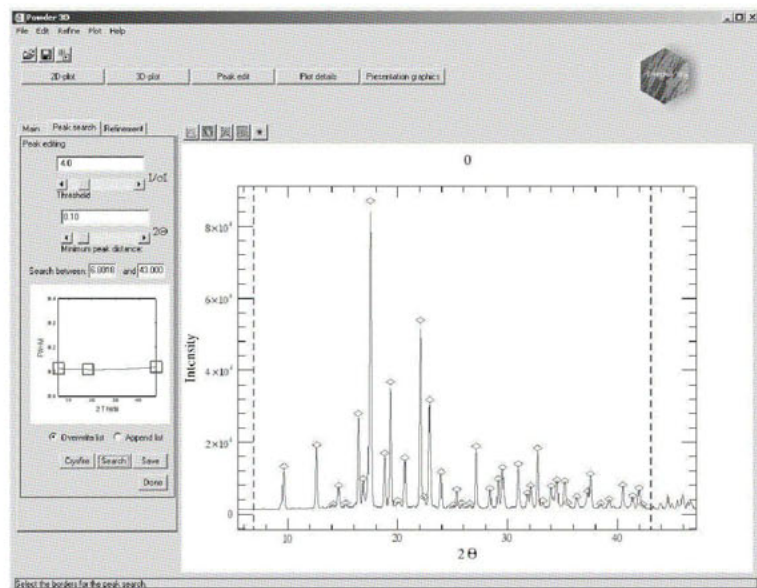 Powder 3D
File Edit Refine Plot Help
2D-plot 3D-plot Peak edit Plot details Presentation graphics
Main Peak search Refinement
Peak editing
4.0
I/σI
Threshold
0.10
2Θ
Minimum peak distance:
Search between: 6.8018 and 43.000
FWHM
2 Theta
Overwrite list Append list
Crysfire Search Save
Done
0
8×10⁴
6×10⁴
4×10⁴
2×10⁴
0
Intensity
10 20 30 40
2 Θ
Select the borders for the peak search.